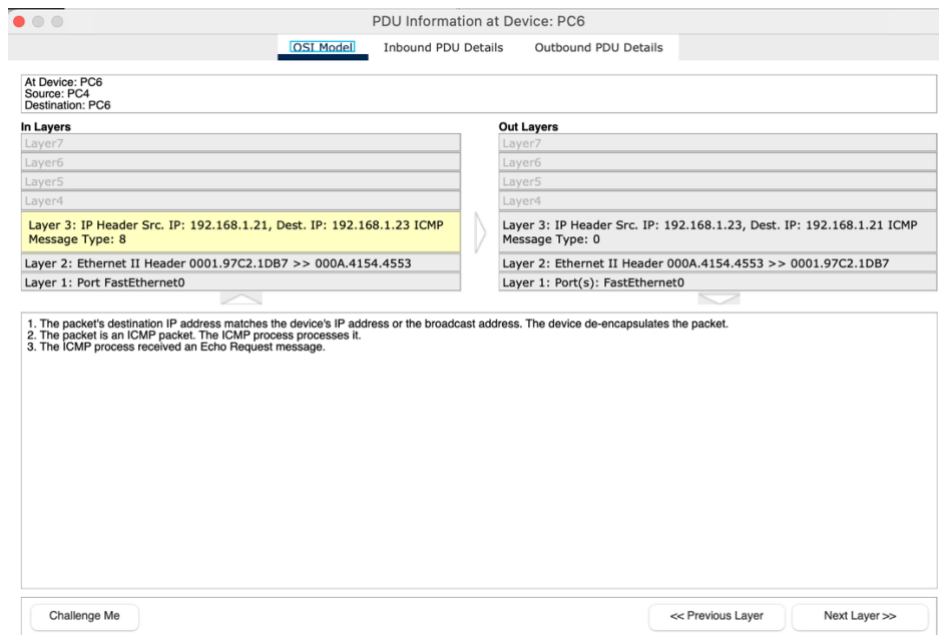 PDU Information at Device: PC6
OSI Model Inbound PDU Details Outbound PDU Details
At Device: PC6
Source: PC4
Destination: PC6
In Layers
Layer7
Layer6
Layer5
Layer4
Layer 3: IP Header Src. IP: 192.168.1.21, Dest. IP: 192.168.1.23 ICMP
Message Type: 8
Layer 2: Ethernet II Header 0001.97C2.1DB7 >> 000A.4154.4553
Layer 1: Port FastEthernet0
Out Layers
Layer7
Layer6
Layer5
Layer4
Layer 3: IP Header Src. IP: 192.168.1.23, Dest. IP: 192.168.1.21 ICMP
Message Type: 0
Layer 2: Ethernet II Header 000A.4154.4553 >> 0001.97C2.1DB7
Layer 1: Port(s): FastEthernet0
1. The packet's destination IP address matches the device's IP address or the broadcast address. The device de-encapsulates the packet.
2. The packet is an ICMP packet. The ICMP process processes it.
3. The ICMP process received an Echo Request message.
Challenge Me << Previous Layer Next Layer >>